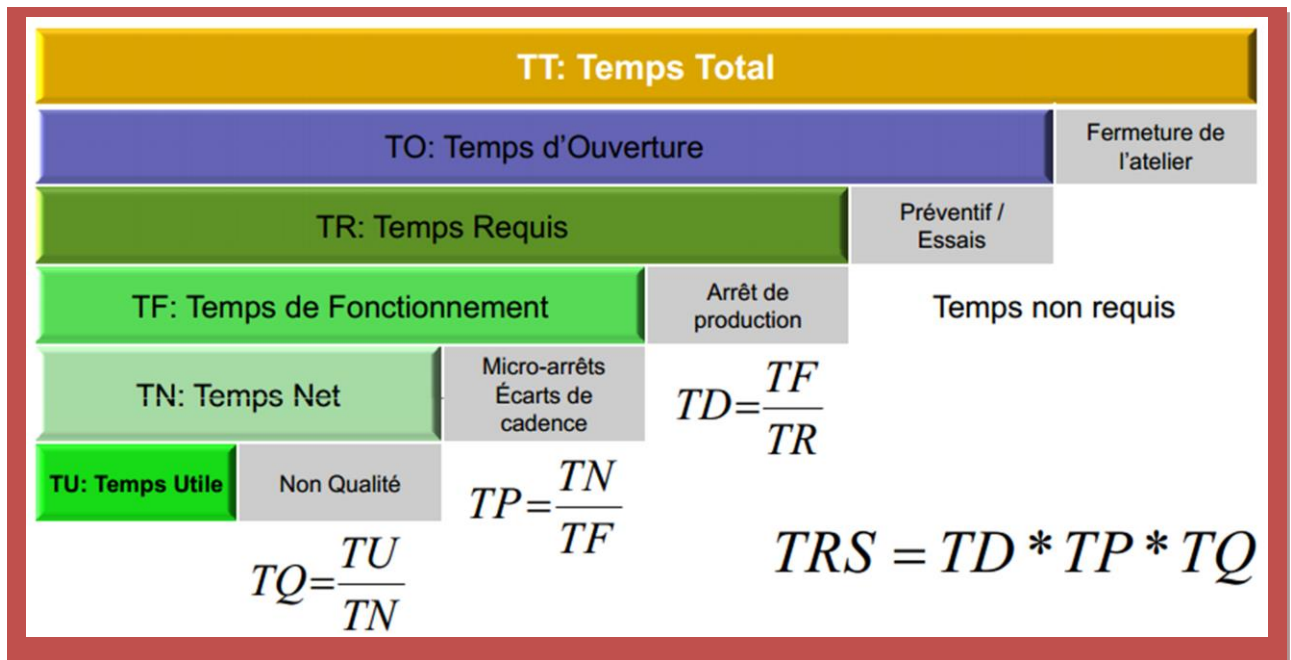 TT: Temps Total
TO: Temps d'Ouverture
Fermeture de
l'atelier
TR: Temps Requis
Préventif /
Essais
TF: Temps de Fonctionnement
Arrêt de
production
Temps non requis
TN: Temps Net
Micro-arrêts
Écarts de
cadence
TD=TF/TR
TU: Temps Utile
Non Qualité
TP=TN/TF
TRS = TD * TP * TQ
TQ=TU/TN